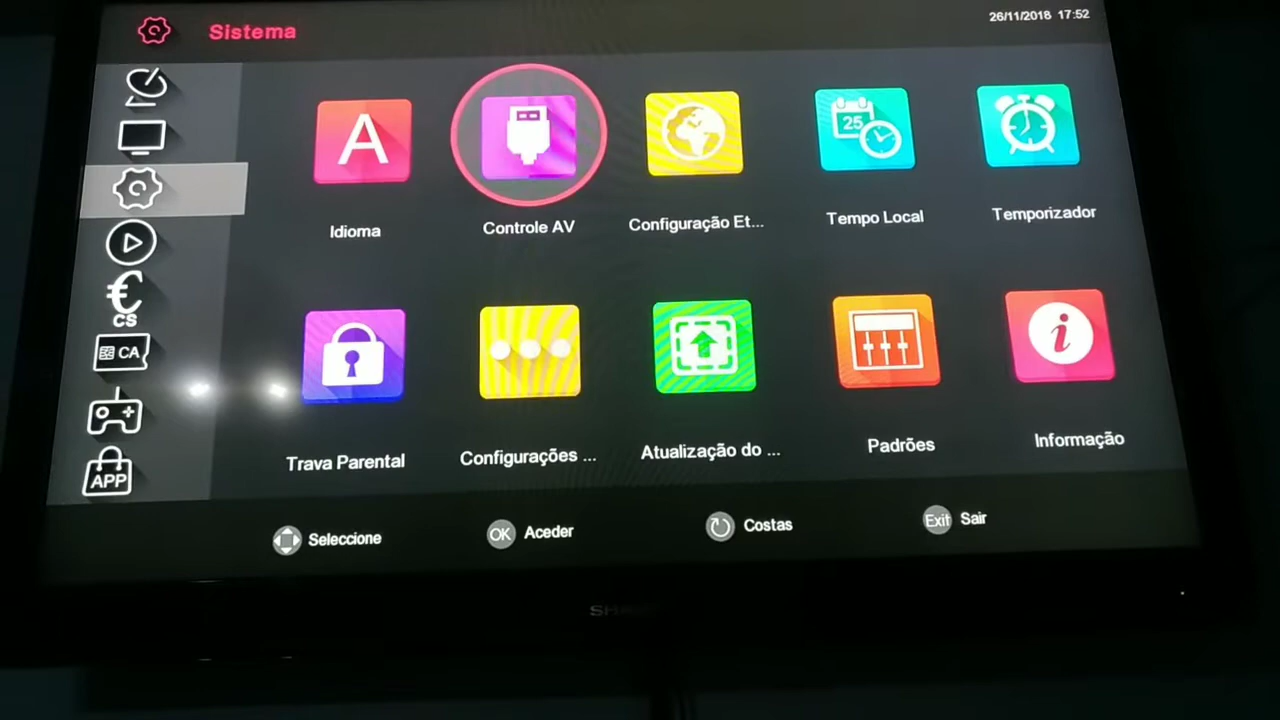 Sistema
26/11/2018 17:52
A
25
Idioma
Controle AV
Configuração Et...
Tempo Local
Temporizador
€
CS
CA
APP
i
Trava Parental
Configurações ...
Atualização do ...
Padrões
Informação
Seleccione
OK Aceder
Costas
Exit Sair